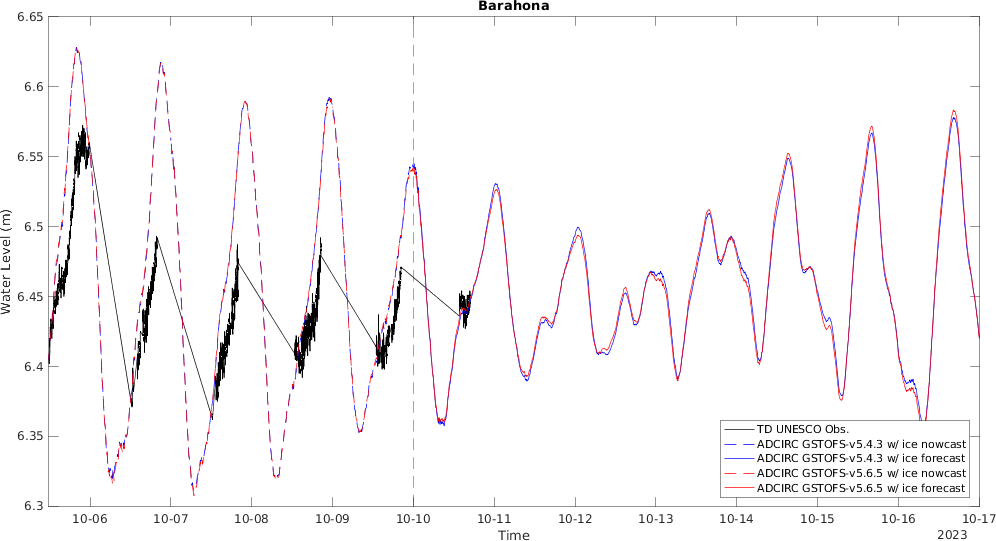 Barahona
6.65
6.6
6.55
6.5
6.45
6.4
6.35
6.3
Water Level (m)
10-06 10-07 10-08 10-09 10-10 10-11 10-12 10-13 10-14 10-15 10-16 10-17
Time
2023
TD UNESCO Obs.
ADCIRC GSTOFS-v5.4.3 w/ ice nowcast
ADCIRC GSTOFS-v5.4.3 w/ ice forecast
ADCIRC GSTOFS-v5.6.5 w/ ice nowcast
ADCIRC GSTOFS-v5.6.5 w/ ice forecast